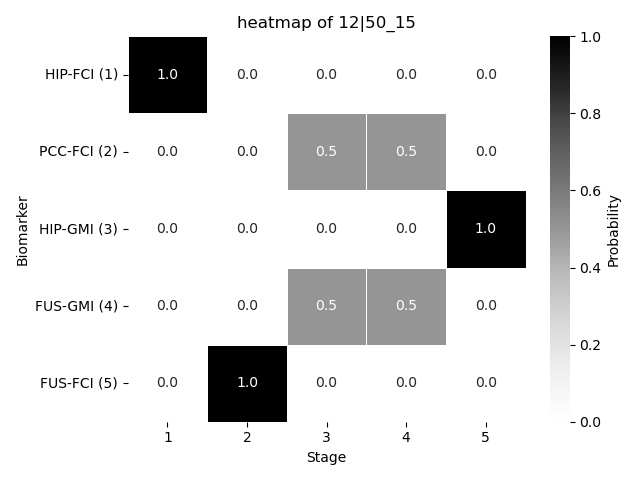 heatmap of 12|50_15
HIP-FCI (1) 1.0 0.0 0.0 0.0 0.0
PCC-FCI (2) 0.0 0.0 0.5 0.5 0.0
HIP-GMI (3) 0.0 0.0 0.0 0.0 1.0
FUS-GMI (4) 0.0 0.0 0.5 0.5 0.0
FUS-FCI (5) 0.0 1.0 0.0 0.0 0.0
1 2 3 4 5
Stage
Biomarker
1.0
0.8
0.6
0.4
0.2
0.0
Probability